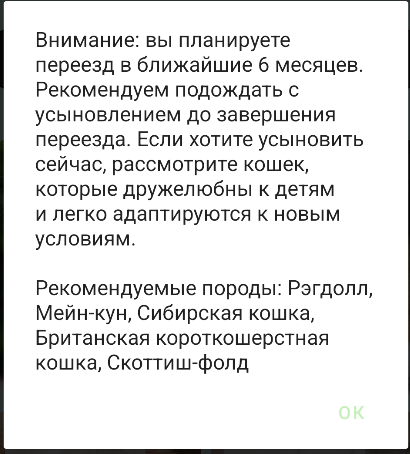 Внимание: вы планируете
переезд в ближайшие 6 месяцев.
Рекомендуем подождать с
усыновлением до завершения
переезда. Если хотите усыновить
сейчас, рассмотрите кошек,
которые дружелюбны к детям
и легко адаптируются к новым
условиям.
Рекомендуемые породы: Рэгдолл,
Мейн-кун, Сибирская кошка,
Британская короткошерстная
кошка, Скоттиш-фолд
ОК